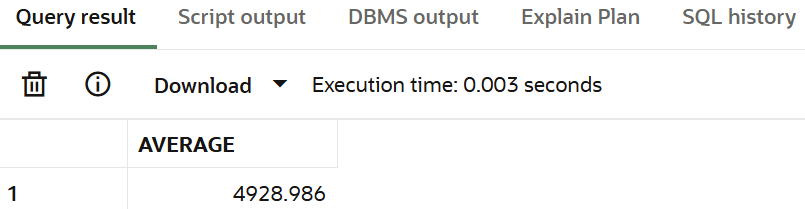 Query result Script output DBMS output Explain Plan SQL history
Download Execution time: 0.003 seconds
AVERAGE
1 4928.986